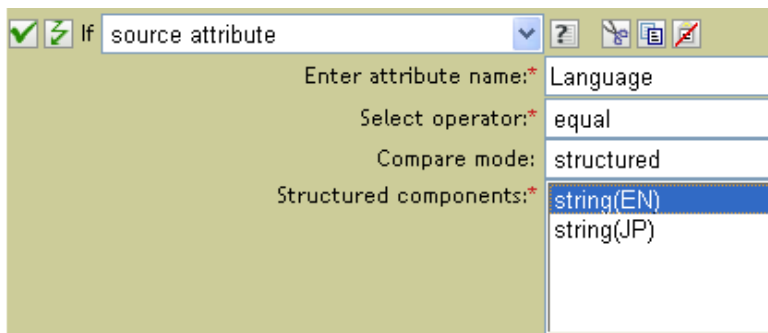 If source attribute
Enter attribute name:* Language
Select operator:* equal
Compare mode: structured
Structured components:* string(EN)
string(JP)